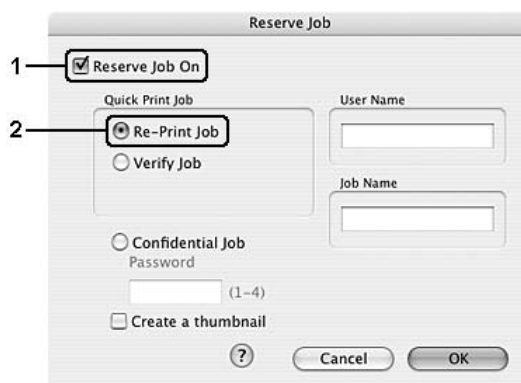 Reserve Job
1
Reserve Job On
Quick Print Job
User Name
2
Re-Print Job
Verify Job
Job Name
Confidential Job
Password
(1-4)
Create a thumbnail
?
Cancel
OK